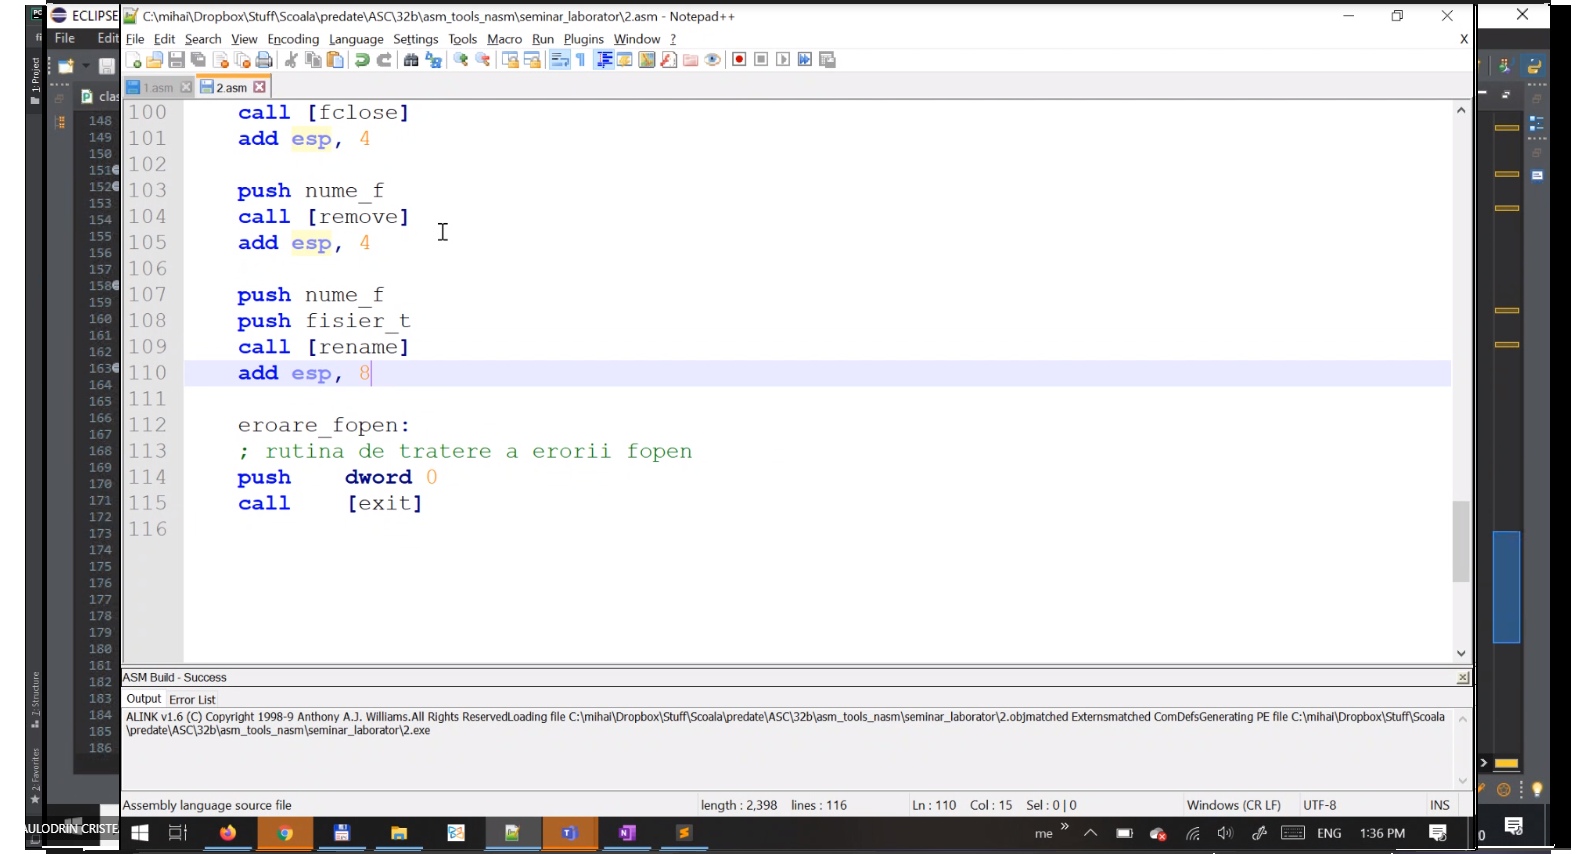 ECLIPSE
C:\mihai\Dropbox\Stuff\Scoala\predate\ASC\32b\asm_tools_nasm\seminar_laborator\2.asm - Notepad++
File Edit
File Edit Search View Encoding Language Settings Tools Macro Run Plugins Window ?
X
1.asm 2.asm
1: Project
clas
148
149
150
151
152
153
154
155
156
157
158
159
160
161
162
163
164
165
166
167
168
169
170
171
172
173
174
175
176
177
178
179
180
181
182
183
184
185
186
100 call [fclose]
101 add esp, 4
102
103 push nume_f
104 call [remove]
105 add esp, 4
106
107 push nume_f
108 push fisier_t
109 call [rename]
110 add esp, 8
111
112 eroare_fopen:
113 ; rutina de tratere a erorii fopen
114 push dword 0
115 call [exit]
116
7: Structure
2: Favorites
ASM Build - Success
Output Error List
ALINK v1.6 (C) Copyright 1998-9 Anthony A.J. Williams.All Rights ReservedLoading file C:\mihai\Dropbox\Stuff\Scoala\predate\ASC\32b\asm_tools_nasm\seminar_laborator\2.objmatched Externsmatched ComDefsGenerating PE file C:\mihai\Dropbox\Stuff\Scoala
\predate\ASC\32b\asm_tools_nasm\seminar_laborator\2.exe
Assembly language source file length : 2,398 lines : 116 Ln : 110 Col : 15 Sel : 0 | 0 Windows (CR LF) UTF-8 INS
AULODRIN CRISTE
me ENG 1:36 PM